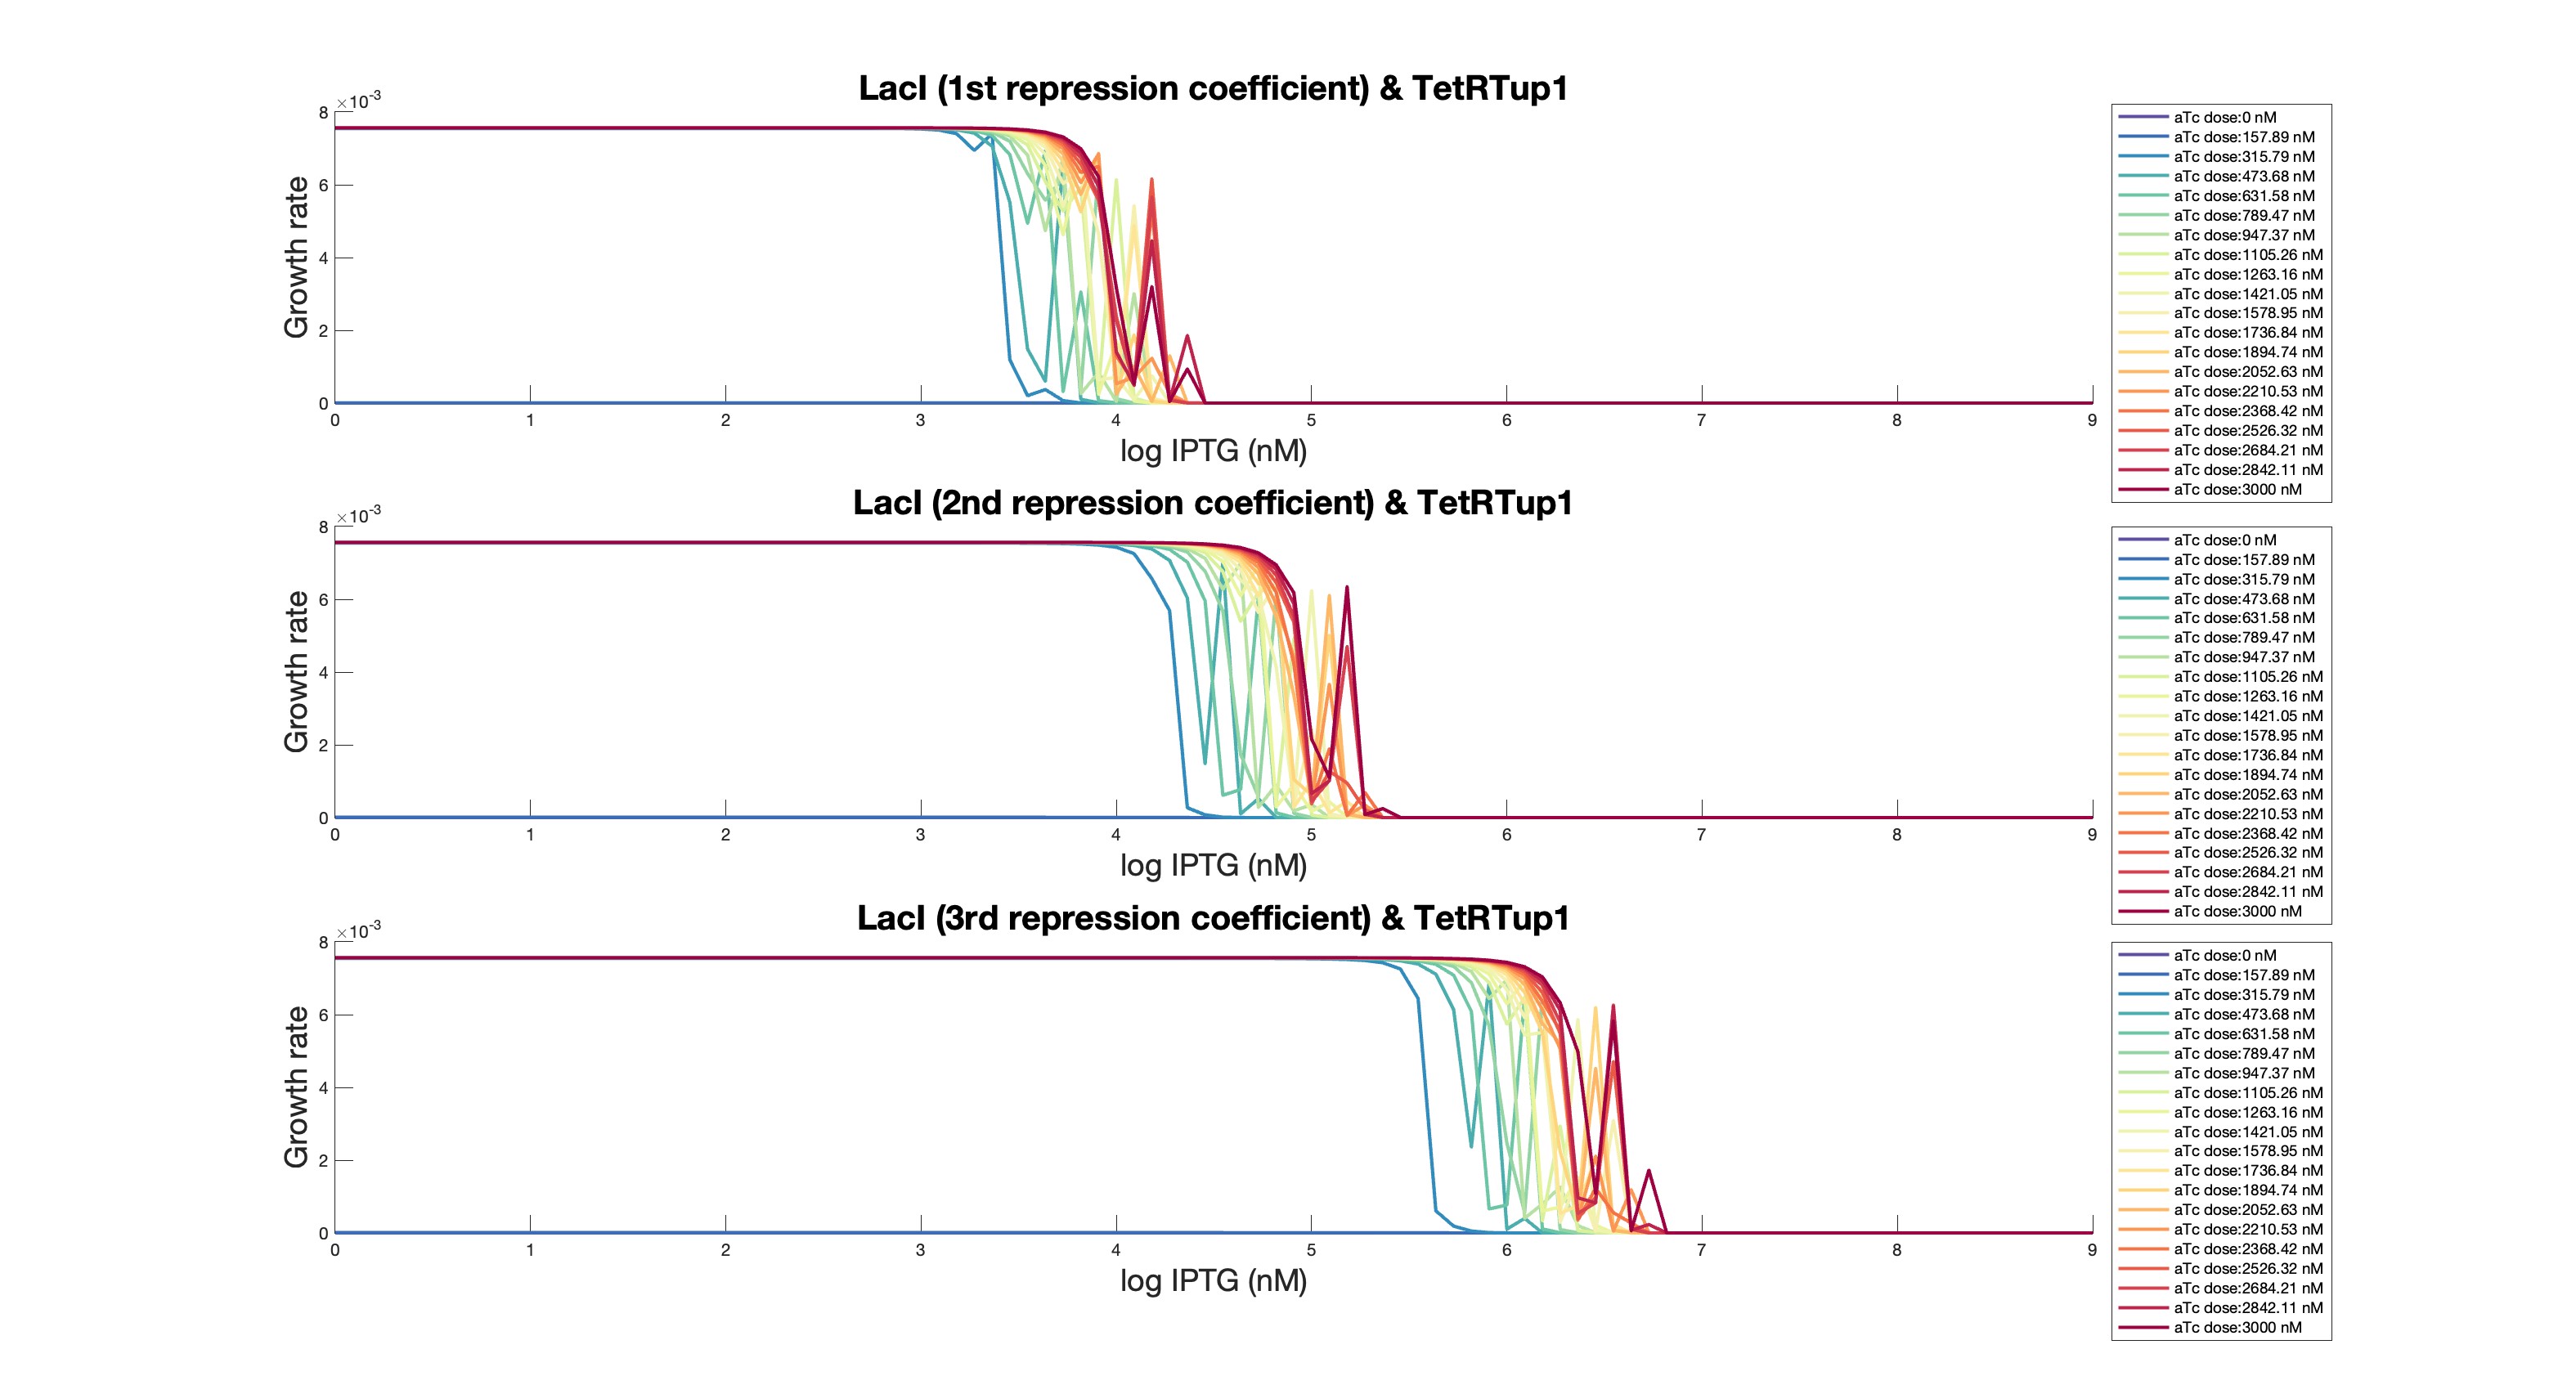 LacI (1st repression coefficient) & TetRTup1
×10-3
8
6
4
2
0
Growth rate
0 1 2 3 4 5 6 7 8 9
log IPTG (nM)
aTc dose:0 nM
aTc dose:157.89 nM
aTc dose:315.79 nM
aTc dose:473.68 nM
aTc dose:631.58 nM
aTc dose:789.47 nM
aTc dose:947.37 nM
aTc dose:1105.26 nM
aTc dose:1263.16 nM
aTc dose:1421.05 nM
aTc dose:1578.95 nM
aTc dose:1736.84 nM
aTc dose:1894.74 nM
aTc dose:2052.63 nM
aTc dose:2210.53 nM
aTc dose:2368.42 nM
aTc dose:2526.32 nM
aTc dose:2684.21 nM
aTc dose:2842.11 nM
aTc dose:3000 nM
LacI (2nd repression coefficient) & TetRTup1
×10-3
8
6
4
2
0
Growth rate
0 1 2 3 4 5 6 7 8 9
log IPTG (nM)
aTc dose:0 nM
aTc dose:157.89 nM
aTc dose:315.79 nM
aTc dose:473.68 nM
aTc dose:631.58 nM
aTc dose:789.47 nM
aTc dose:947.37 nM
aTc dose:1105.26 nM
aTc dose:1263.16 nM
aTc dose:1421.05 nM
aTc dose:1578.95 nM
aTc dose:1736.84 nM
aTc dose:1894.74 nM
aTc dose:2052.63 nM
aTc dose:2210.53 nM
aTc dose:2368.42 nM
aTc dose:2526.32 nM
aTc dose:2684.21 nM
aTc dose:2842.11 nM
aTc dose:3000 nM
LacI (3rd repression coefficient) & TetRTup1
×10-3
8
6
4
2
0
Growth rate
0 1 2 3 4 5 6 7 8 9
log IPTG (nM)
aTc dose:0 nM
aTc dose:157.89 nM
aTc dose:315.79 nM
aTc dose:473.68 nM
aTc dose:631.58 nM
aTc dose:789.47 nM
aTc dose:947.37 nM
aTc dose:1105.26 nM
aTc dose:1263.16 nM
aTc dose:1421.05 nM
aTc dose:1578.95 nM
aTc dose:1736.84 nM
aTc dose:1894.74 nM
aTc dose:2052.63 nM
aTc dose:2210.53 nM
aTc dose:2368.42 nM
aTc dose:2526.32 nM
aTc dose:2684.21 nM
aTc dose:2842.11 nM
aTc dose:3000 nM